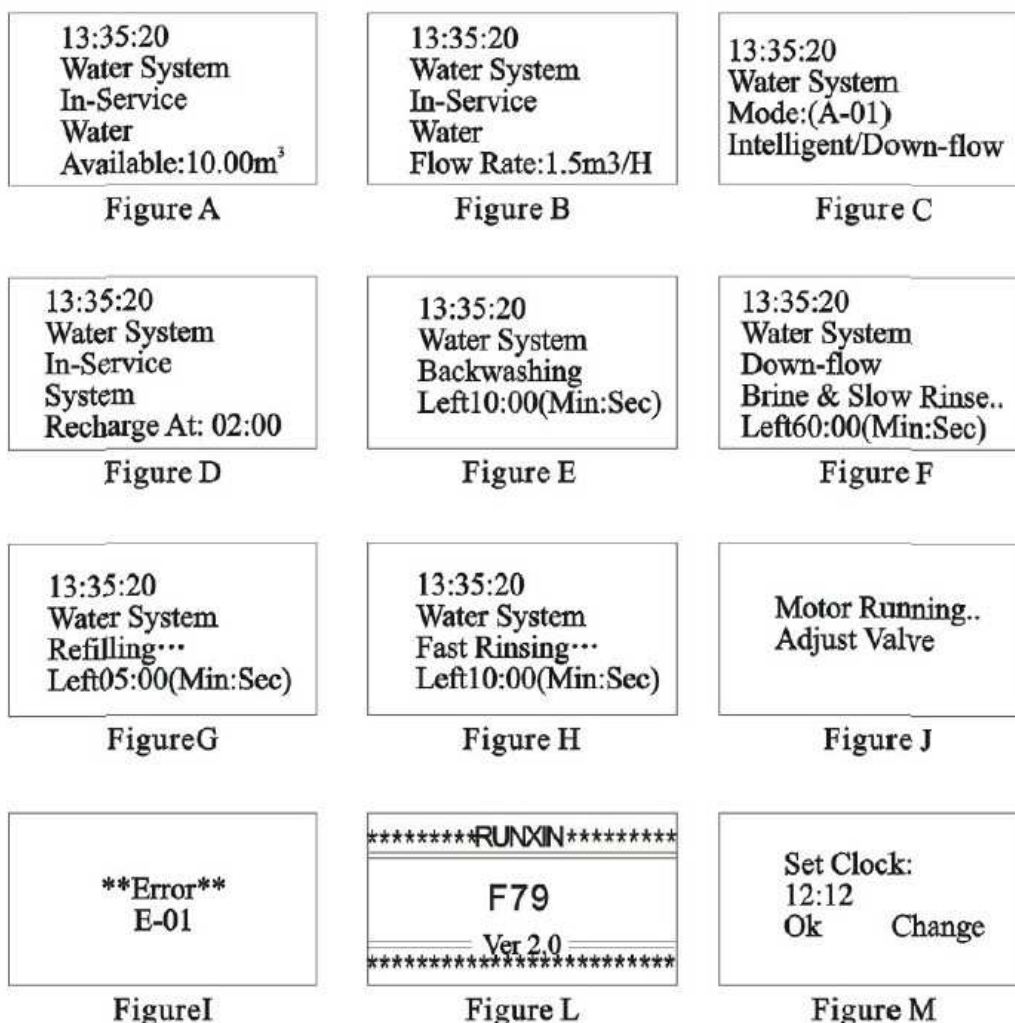 13:35:20
Water System
In-Service
Water
Available:10.00m³
Figure A
13:35:20
Water System
In-Service
Water
Flow Rate:1.5m3/H
Figure B
13:35:20
Water System
Mode:(A-01)
Intelligent/Down-flow
Figure C
13:35:20
Water System
In-Service
System
Recharge At: 02:00
Figure D
13:35:20
Water System
Backwashing
Left10:00(Min:Sec)
Figure E
13:35:20
Water System
Down-flow
Brine & Slow Rinse..
Left60:00(Min:Sec)
Figure F
13:35:20
Water System
Refilling···
Left05:00(Min:Sec)
FigureG
13:35:20
Water System
Fast Rinsing···
Left10:00(Min:Sec)
Figure H
Motor Running..
Adjust Valve
Figure J
**Error**
E-01
FigureI
*********RUNXIN*********
F79
Ver 2.0
*************************
Figure L
Set Clock:
12:12
Ok Change
Figure M